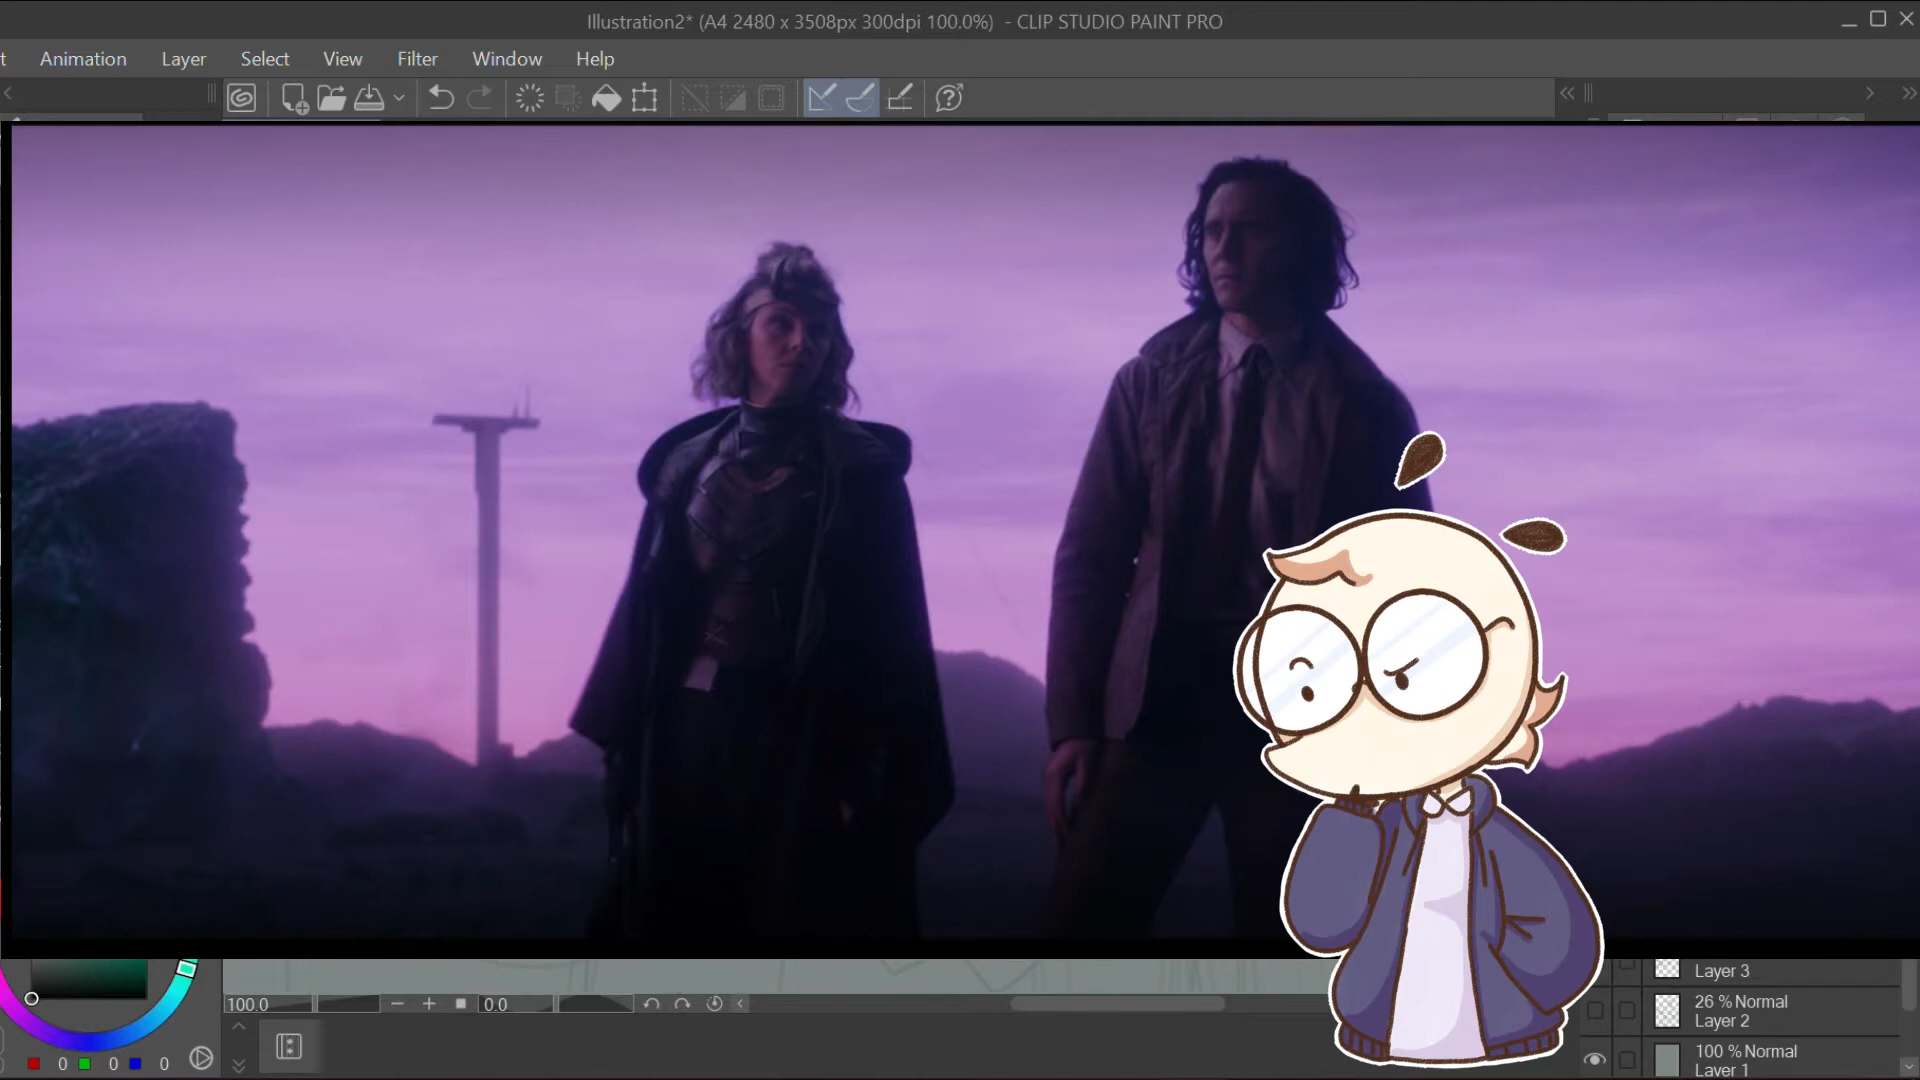 Illustration2* (A4 2480 x 3508px 300dpi 100.0%) - CLIP STUDIO PAINT PRO
t Animation Layer Select View Filter Window Help
Layer 3
100.0 0.0
26 % Normal
Layer 2
100 % Normal
0 0 0
Layer 1